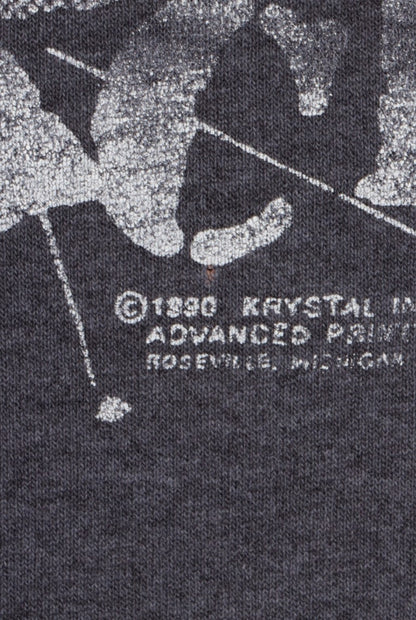 ©1990 KRYSTAL
ADVANCED
ROSEVILLE, MICHIGAN